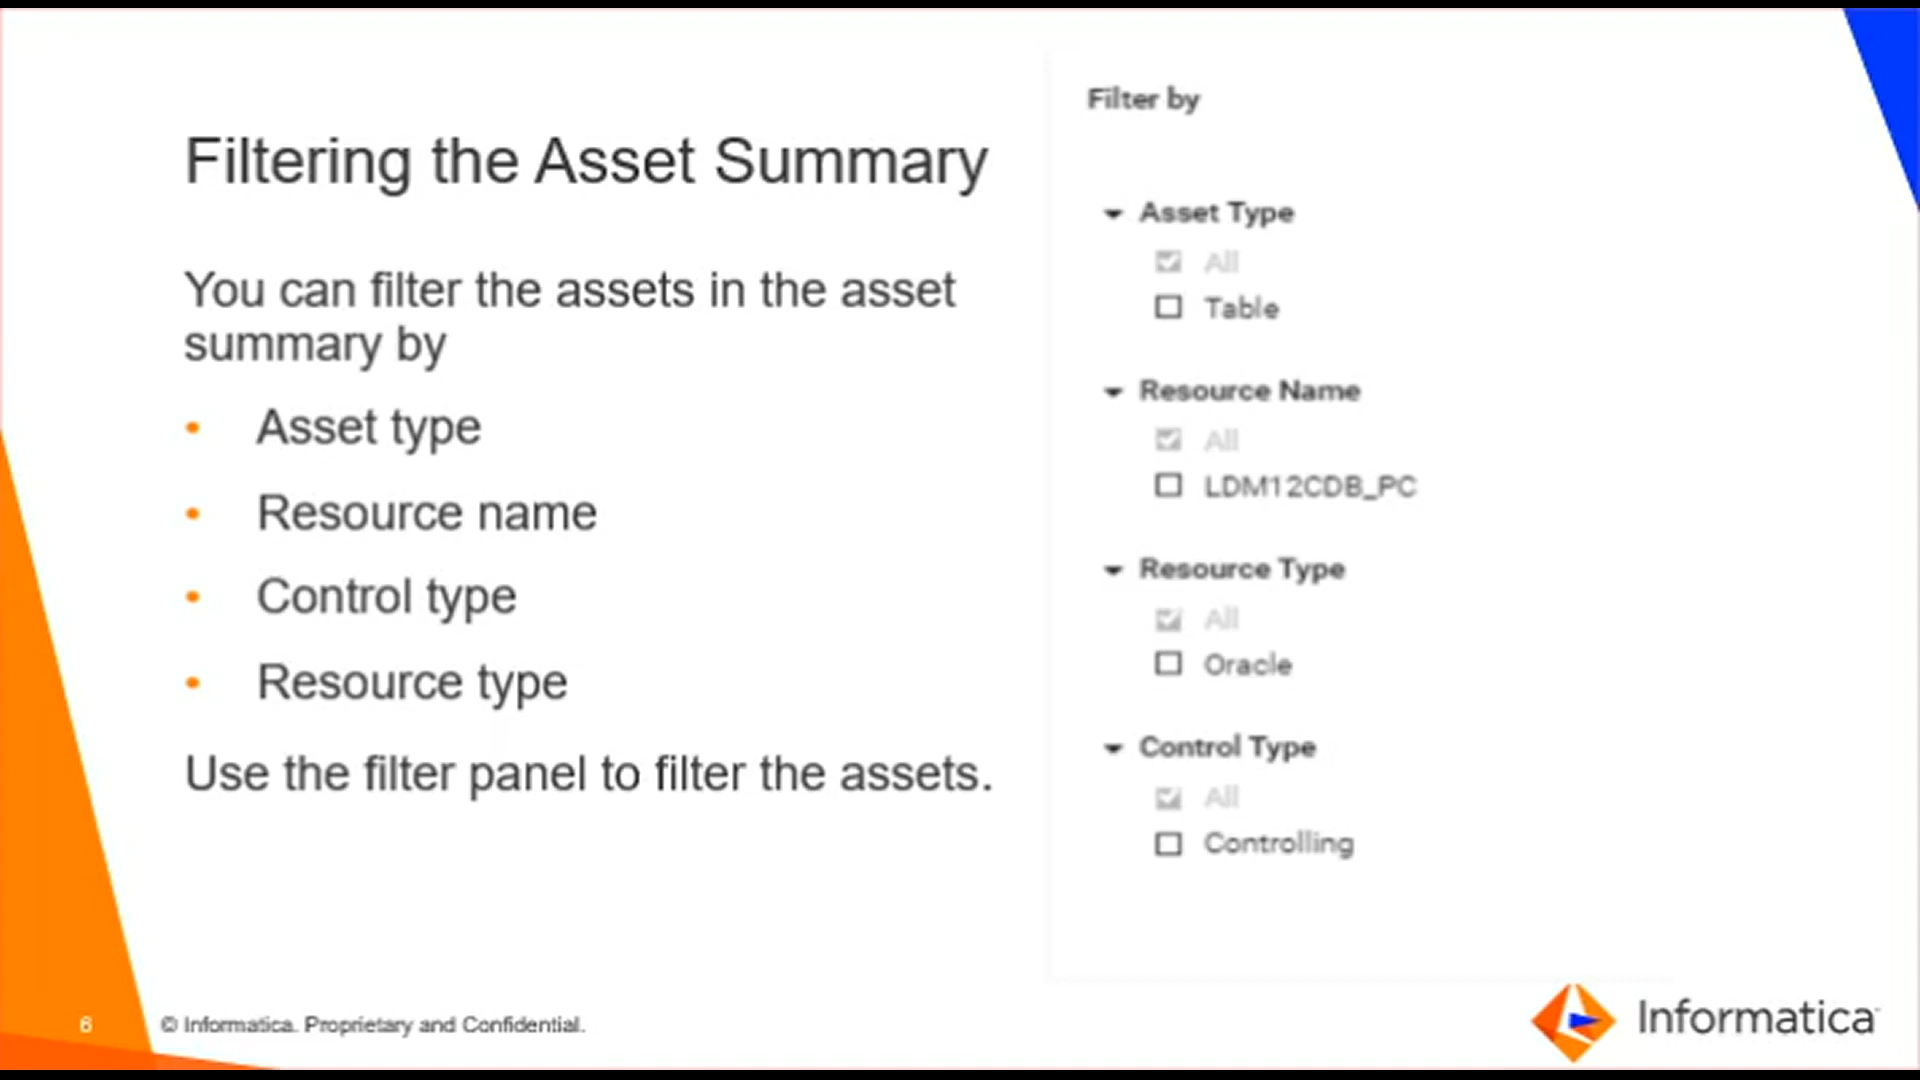 Filtering the Asset Summary
You can filter the assets in the asset
summary by
• Asset type
• Resource name
• Control type
• Resource type
Use the filter panel to filter the assets.
Filter by
Asset Type
All
Table
Resource Name
All
LDM12CDB_PC
Resource Type
All
Oracle
Control Type
All
Controlling
6
© Informatica. Proprietary and Confidential.
Informatica